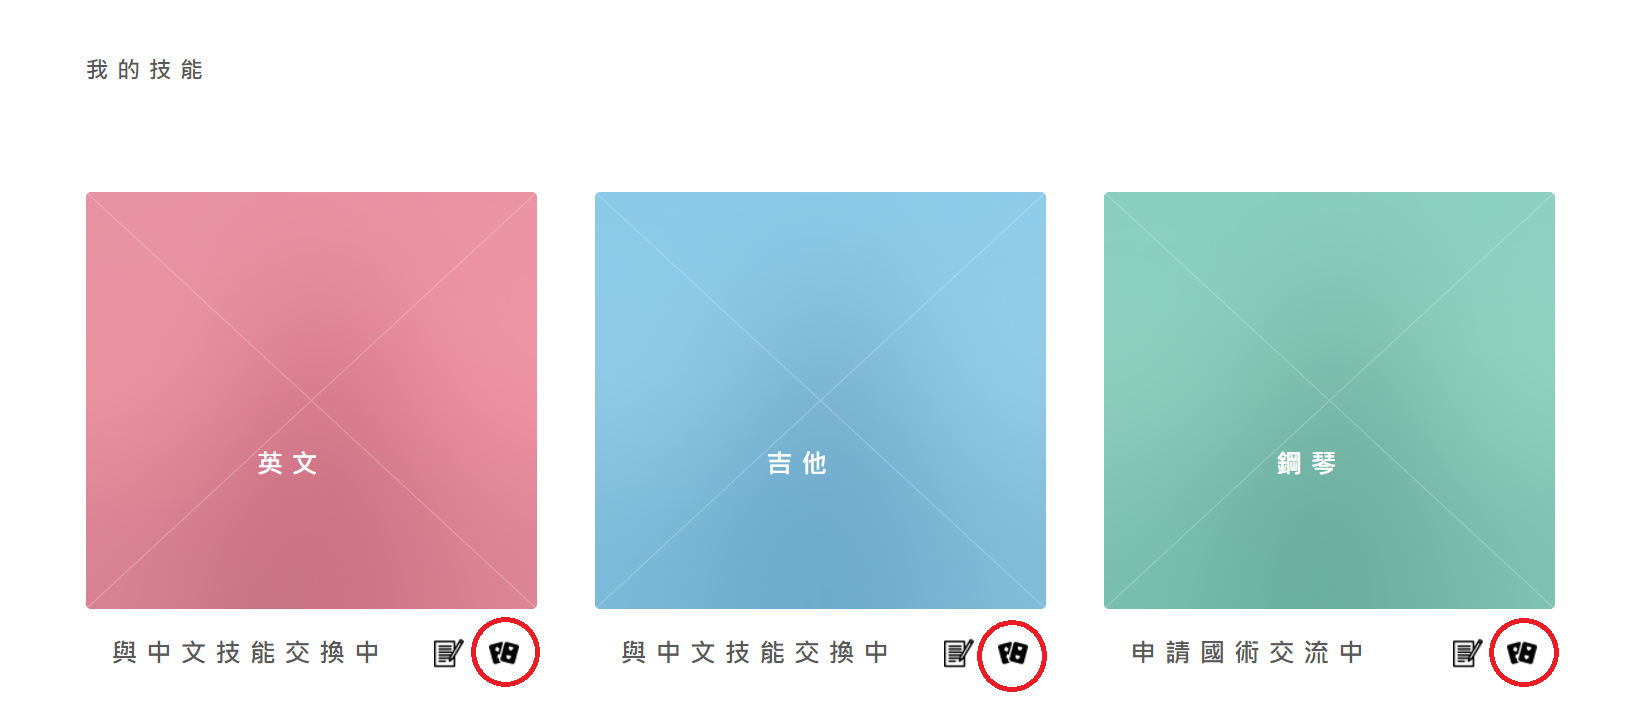 我的技能
英文
吉他
鋼琴
與中文技能交換中
與中文技能交換中
申請國術交流中